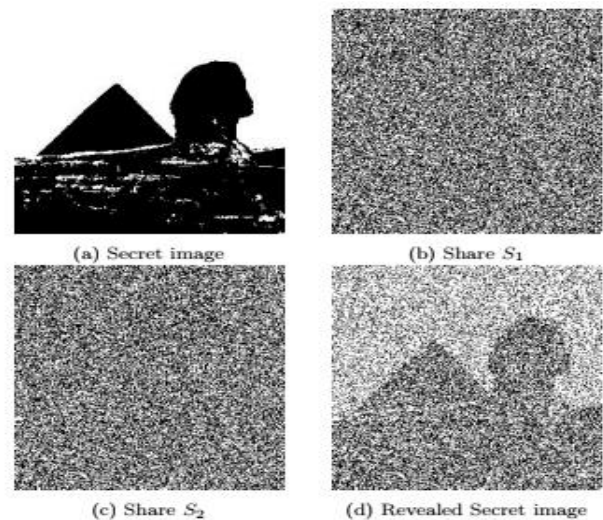 (a) Secret image
(b) Share S₁
(c) Share S₂
(d) Revealed Secret image